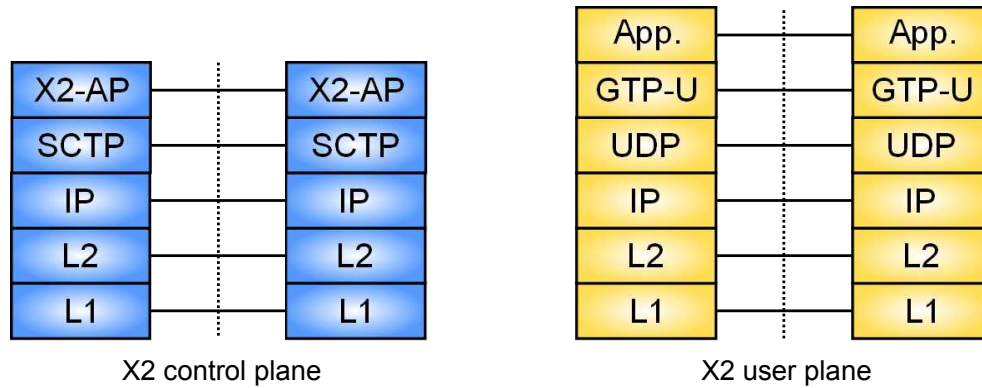 X2-AP X2-AP
SCTP SCTP
IP IP
L2 L2
L1 L1
X2 control plane
App. App.
GTP-U GTP-U
UDP UDP
IP IP
L2 L2
L1 L1
X2 user plane